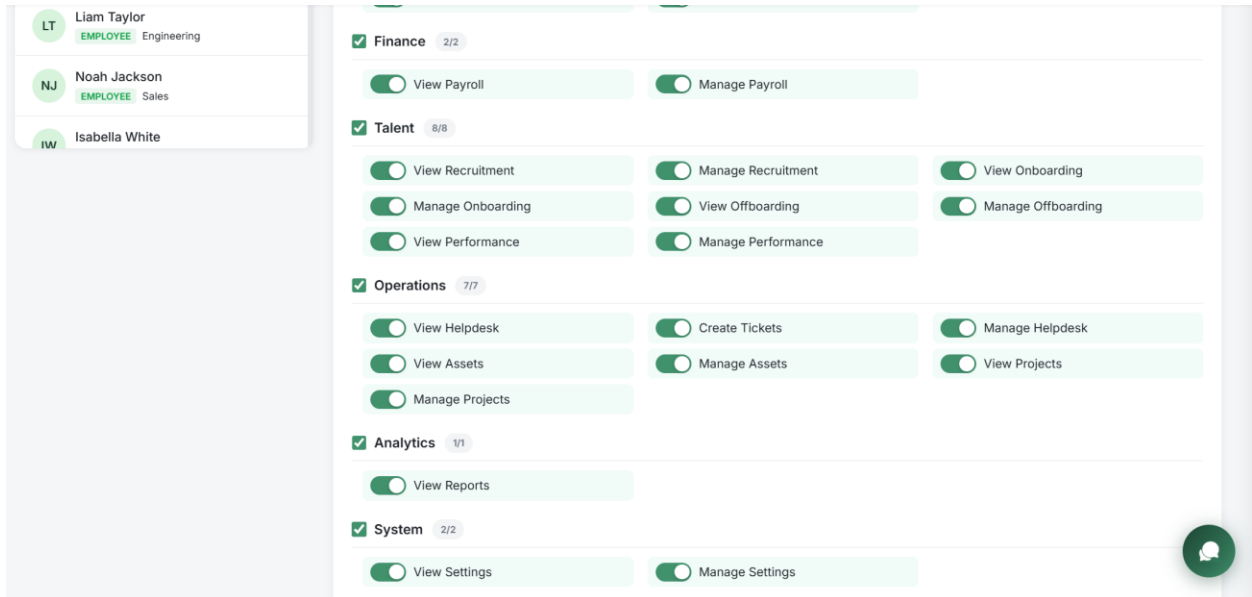 LT
Liam Taylor
EMPLOYEE Engineering
NJ
Noah Jackson
EMPLOYEE Sales
IW
Isabella White
Finance 2/2
View Payroll
Manage Payroll
Talent 8/8
View Recruitment
Manage Recruitment
View Onboarding
Manage Onboarding
View Offboarding
Manage Offboarding
View Performance
Manage Performance
Operations 7/7
View Helpdesk
Create Tickets
Manage Helpdesk
View Assets
Manage Assets
View Projects
Manage Projects
Analytics 1/1
View Reports
System 2/2
View Settings
Manage Settings